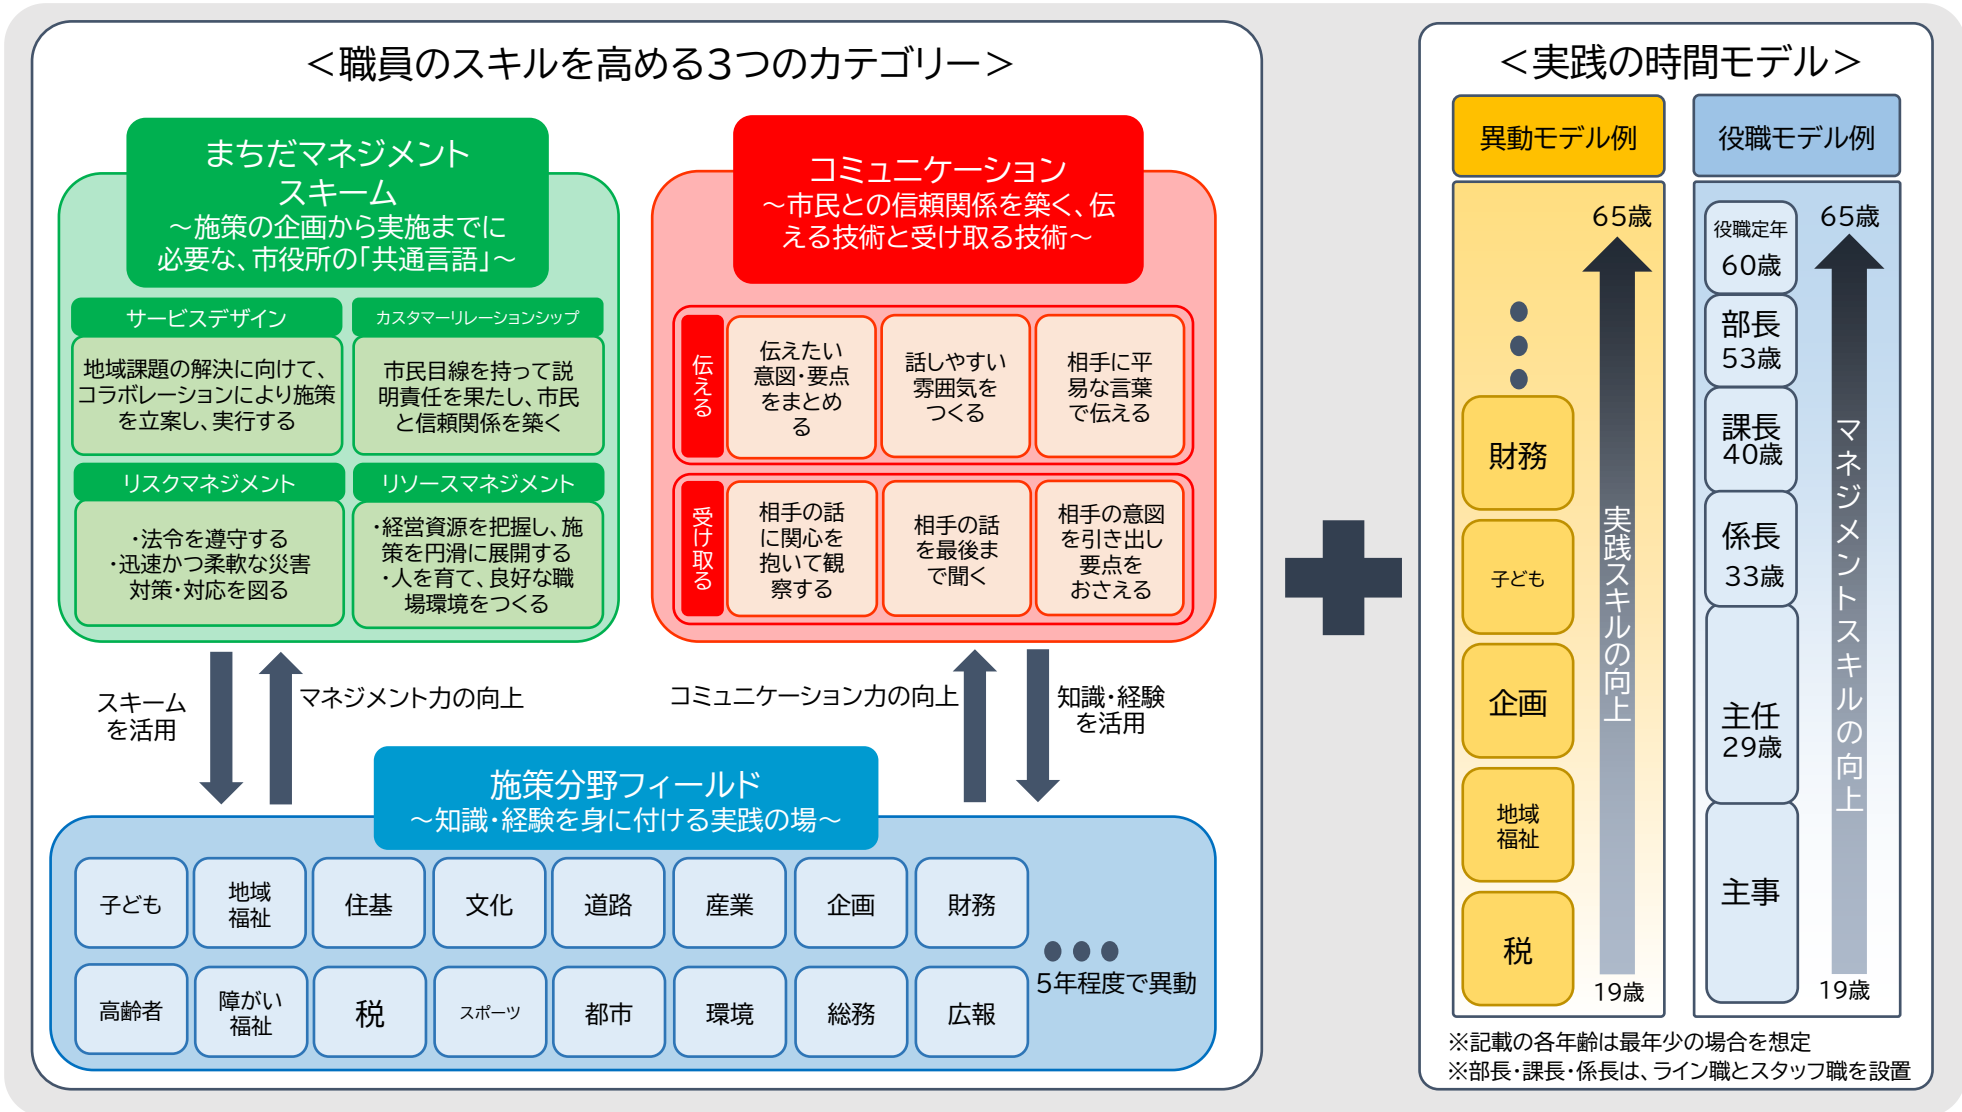 ＜職員のスキルを高める3つのカテゴリー＞
まちだマネジメント
スキーム
～施策の企画から実施までに
必要な、市役所の「共通言語」～
サービスデザイン
地域課題の解決に向けて、
コラボレーションにより施策
を立案し、実行する
カスタマーリレーションシップ
市民目線を持って説
明責任を果たし、市民
と信頼関係を築く
リスクマネジメント
・法令を遵守する
・迅速かつ柔軟な災害
対策・対応を図る
リソースマネジメント
・経営資源を把握し、施
策を円滑に展開する
・人を育て、良好な職
場環境をつくる
コミュニケーション
～市民との信頼関係を築く、伝
える技術と受け取る技術～
伝える
伝えたい
意図・要点
をまとめ
る
話しやすい
雰囲気を
つくる
相手に平
易な言葉
で伝える
受け取る
相手の話
に関心を
抱いて観
察する
相手の話
を最後ま
で聞く
相手の意図
を引き出し
要点を
おさえる
スキーム
を活用
マネジメント力の向上
コミュニケーション力の向上
知識・経験
を活用
施策分野フィールド
～知識・経験を身に付ける実践の場～
子ども
地域
福祉
住基
文化
道路
産業
企画
財務
高齢者
障がい
福祉
税
スポーツ
都市
環境
総務
広報
5年程度で異動
＜実践の時間モデル＞
異動モデル例
65歳
財務
子ども
企画
地域
福祉
税
実践スキルの向上
19歳
役職モデル例
役職定年
60歳
部長
53歳
課長
40歳
係長
33歳
主任
29歳
主事
65歳
マネジメントスキルの向上
19歳
※記載の各年齢は最年少の場合を想定
※部長・課長・係長は、ライン職とスタッフ職を設置